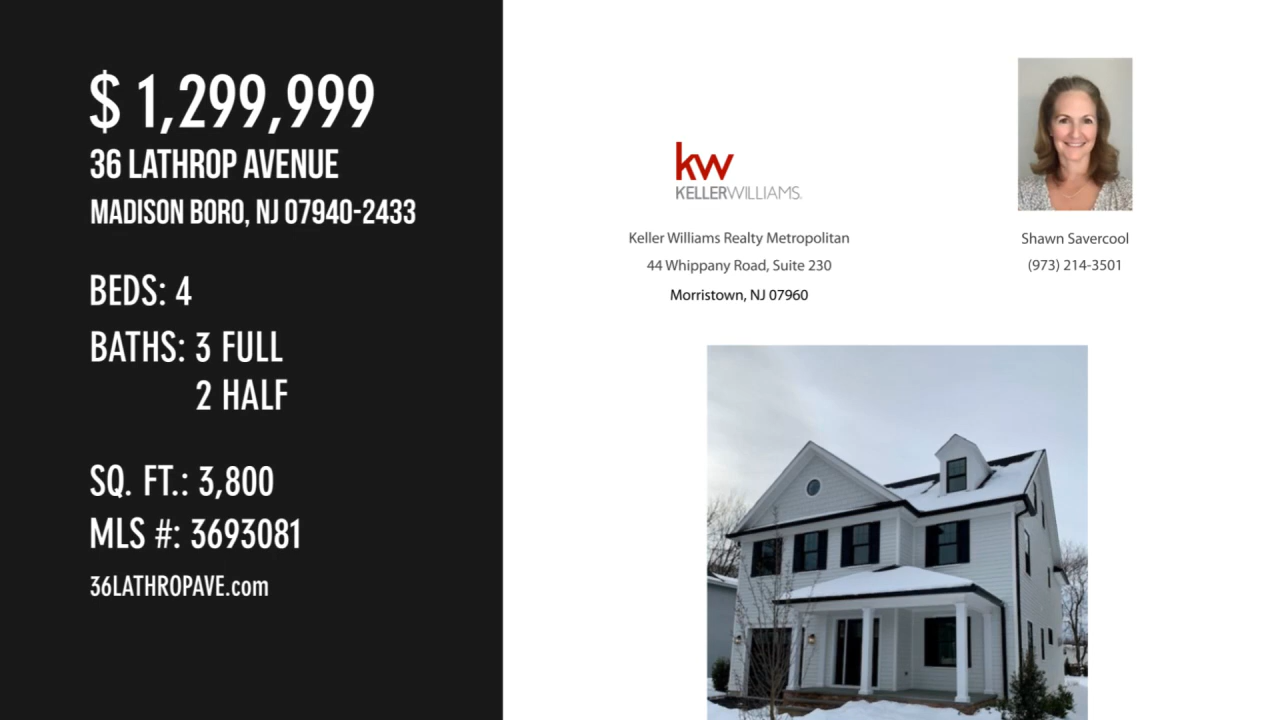 $ 1,299,999
36 LATHROP AVENUE
MADISON BORO, NJ 07940-2433
BEDS: 4
BATHS: 3 FULL
2 HALF
SQ. FT.: 3,800
MLS #: 3693081
36LATHROPAVE.com
kw
KELLERWILLIAMS.
Keller Williams Realty Metropolitan
44 Whippany Road, Suite 230
Morristown, NJ 07960
Shawn Savercool
(973) 214-3501